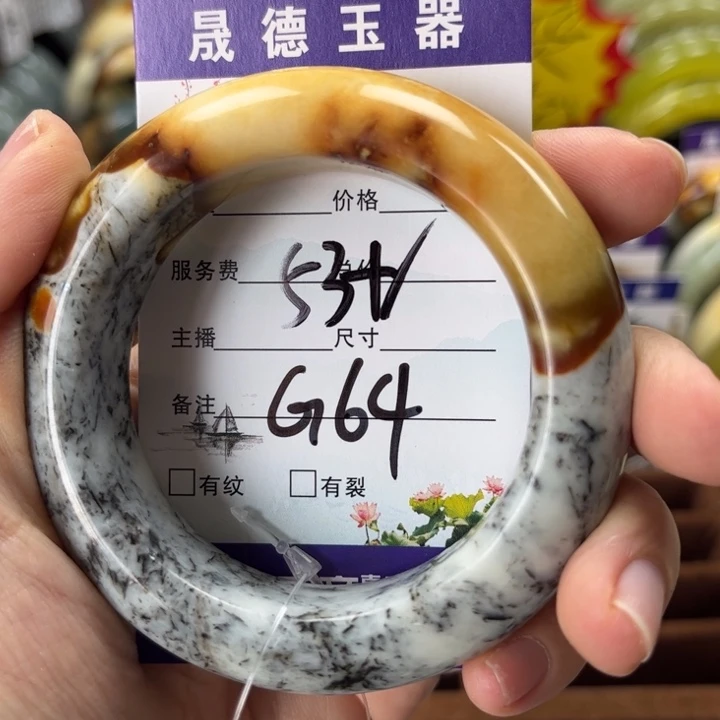 晟德玉器
价格
服务费 53W
主播 尺寸
备注 G64
□有纹 □有裂